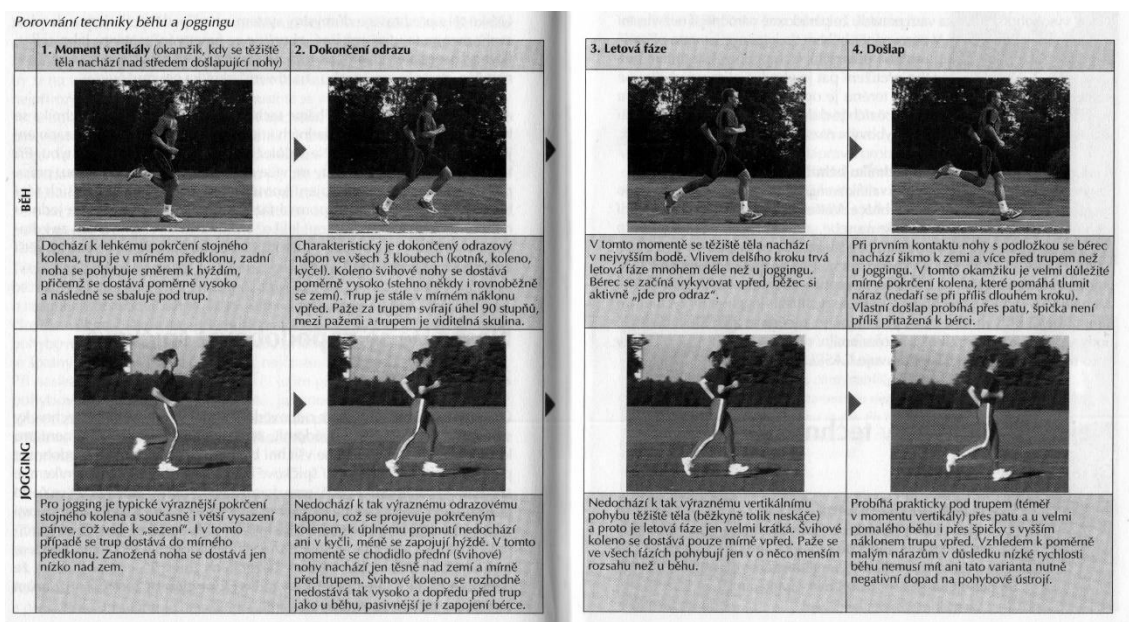 Porovnání techniky běhu a joggingu
1. Moment vertikály (okamžik, kdy se těžiště
těla nachází nad středem došlapující nohy)
2. Dokončení odrazu
3. Letová fáze
4. Došlap
BĚH
Dochází k lehkému pokrčení stojného
kolena, trup je v mírném předklonu, zadní
noha se pohybuje směrem k hýždím,
přičemž se dostává poměrně vysoko
a následně se sbaluje pod trup.
Charakteristický je dokončený odrazový
nápon ve všech 3 kloubech (kotník, koleno,
kyčel). Koleno švihové nohy se dostává
poměrně vysoko (stehno někdy i rovnoběžně
se zemí). Trup je stále v mírném náklonu
vpřed. Paže za trupem svírají úhel 90 stupňů,
mezi pažemi a trupem je viditelná skulina.
V tomto momentě se těžiště těla nachází
v nejvyšším bodě. Vlivem delšího kroku trvá
letová fáze mnohem déle než u joggingu.
Bérec se začíná vykyvovat vpřed, běžec si
aktivně „jde pro odraz“.
Při prvním kontaktu nohy s podložkou se bérec
nachází šikmo k zemi a více před trupem než
u joggingu. V tomto okamžiku je velmi důležité
mírné pokrčení kolena, které pomáhá tlumit
náraz (nedaří se při příliš dlouhém kroku).
Vlastní došlap probíhá přes patu, špička není
příliš přitažená k bérci.
JOGGING
Pro jogging je typické výraznější pokrčení
stojného kolena a současně i větší vysazení
pánve, což vede k „sezení“. I v tomto
případě se trup dostává do mírného
předklonu. Zanožená noha se dostává jen
nízko nad zem.
Nedochází k tak výraznému odrazovému
náponu, což se projevuje pokrčeným
kolenem, k úplnému propnutí nedochází
ani v kyčli, méně se zapojují hýždě. V tomto
momentě se chodidlo přední (švihové)
nohy nachází jen těsně nad zemí a mírně
před trupem. Švihové koleno se rozhodně
nedostává tak vysoko a dopředu před trup
jako u běhu, pasivnější je i zapojení bérce.
Nedochází k tak výraznému vertikálnímu
pohybu těžiště těla (běžkyně tolik neskáče)
a proto je letová fáze jen velmi krátká. Švihové
koleno se dostává pouze mírně vpřed. Paže se
ve všech fázích pohybují jen v o něco menším
rozsahu než u běhu.
Probíhá prakticky pod trupem (téměř
v momentu vertikály) přes patu a u velmi
pomalého běhu i přes špičky s vyšším
náklonem trupu vpřed. Vzhledem k poměrně
malým nárazům v důsledku nízké rychlosti
běhu nemusí mít ani tato varianta nutně
negativní dopad na pohybové ústrojí.